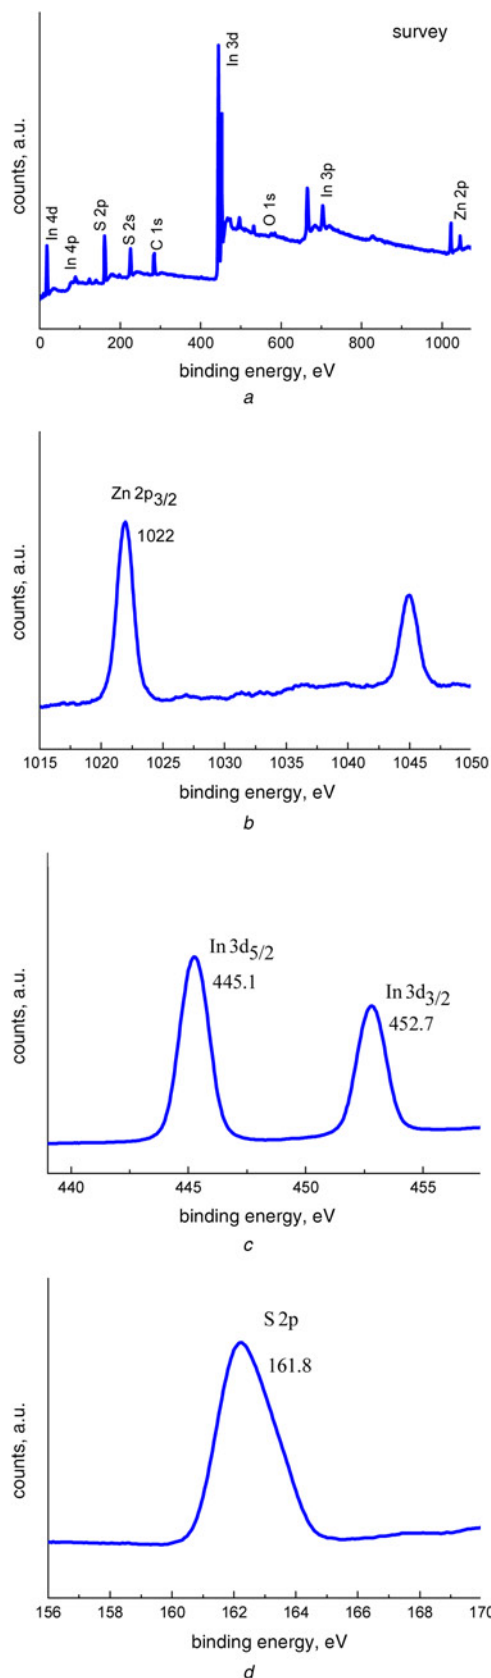 survey
In 3d
In 4d
In 4p
S 2p
S 2s
C 1s
O 1s
In 3p
Zn 2p
counts, a.u.
0 200 400 600 800 1000
binding energy, eV
a
Zn 2p3/2
1022
counts, a.u.
1015 1020 1025 1030 1035 1040 1045 1050
binding energy, eV
b
In 3d5/2
445.1
In 3d3/2
452.7
counts, a.u.
440 445 450 455
binding energy, eV
c
S 2p
161.8
counts, a.u.
156 158 160 162 164 166 168 170
binding energy, eV
d